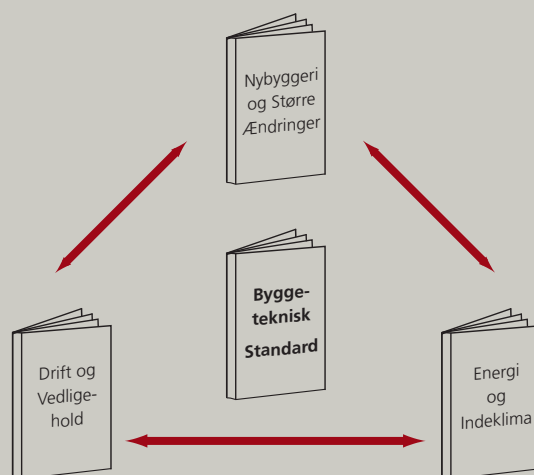 Nybyggeri
og Større
Ændringer
Bygge-
teknisk
Standard
Drift og
Vedlige-
hold
Energi
og
Indeklima